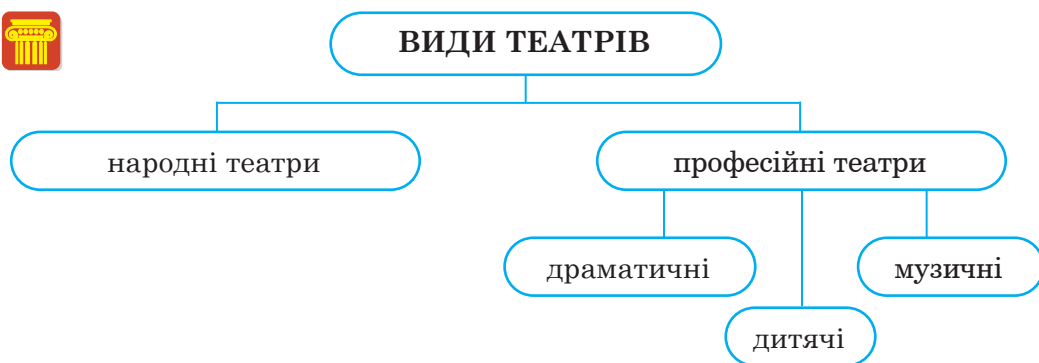 ВИДИ ТЕАТРІВ
народні театри
професійні театри
драматичні
музичні
дитячі